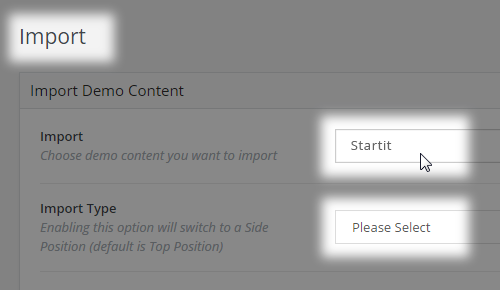 Import
Import Demo Content
Import
Choose demo content you want to import
Startit
Import Type
Enabling this option will switch to a Side
Position (default is Top Position)
Please Select